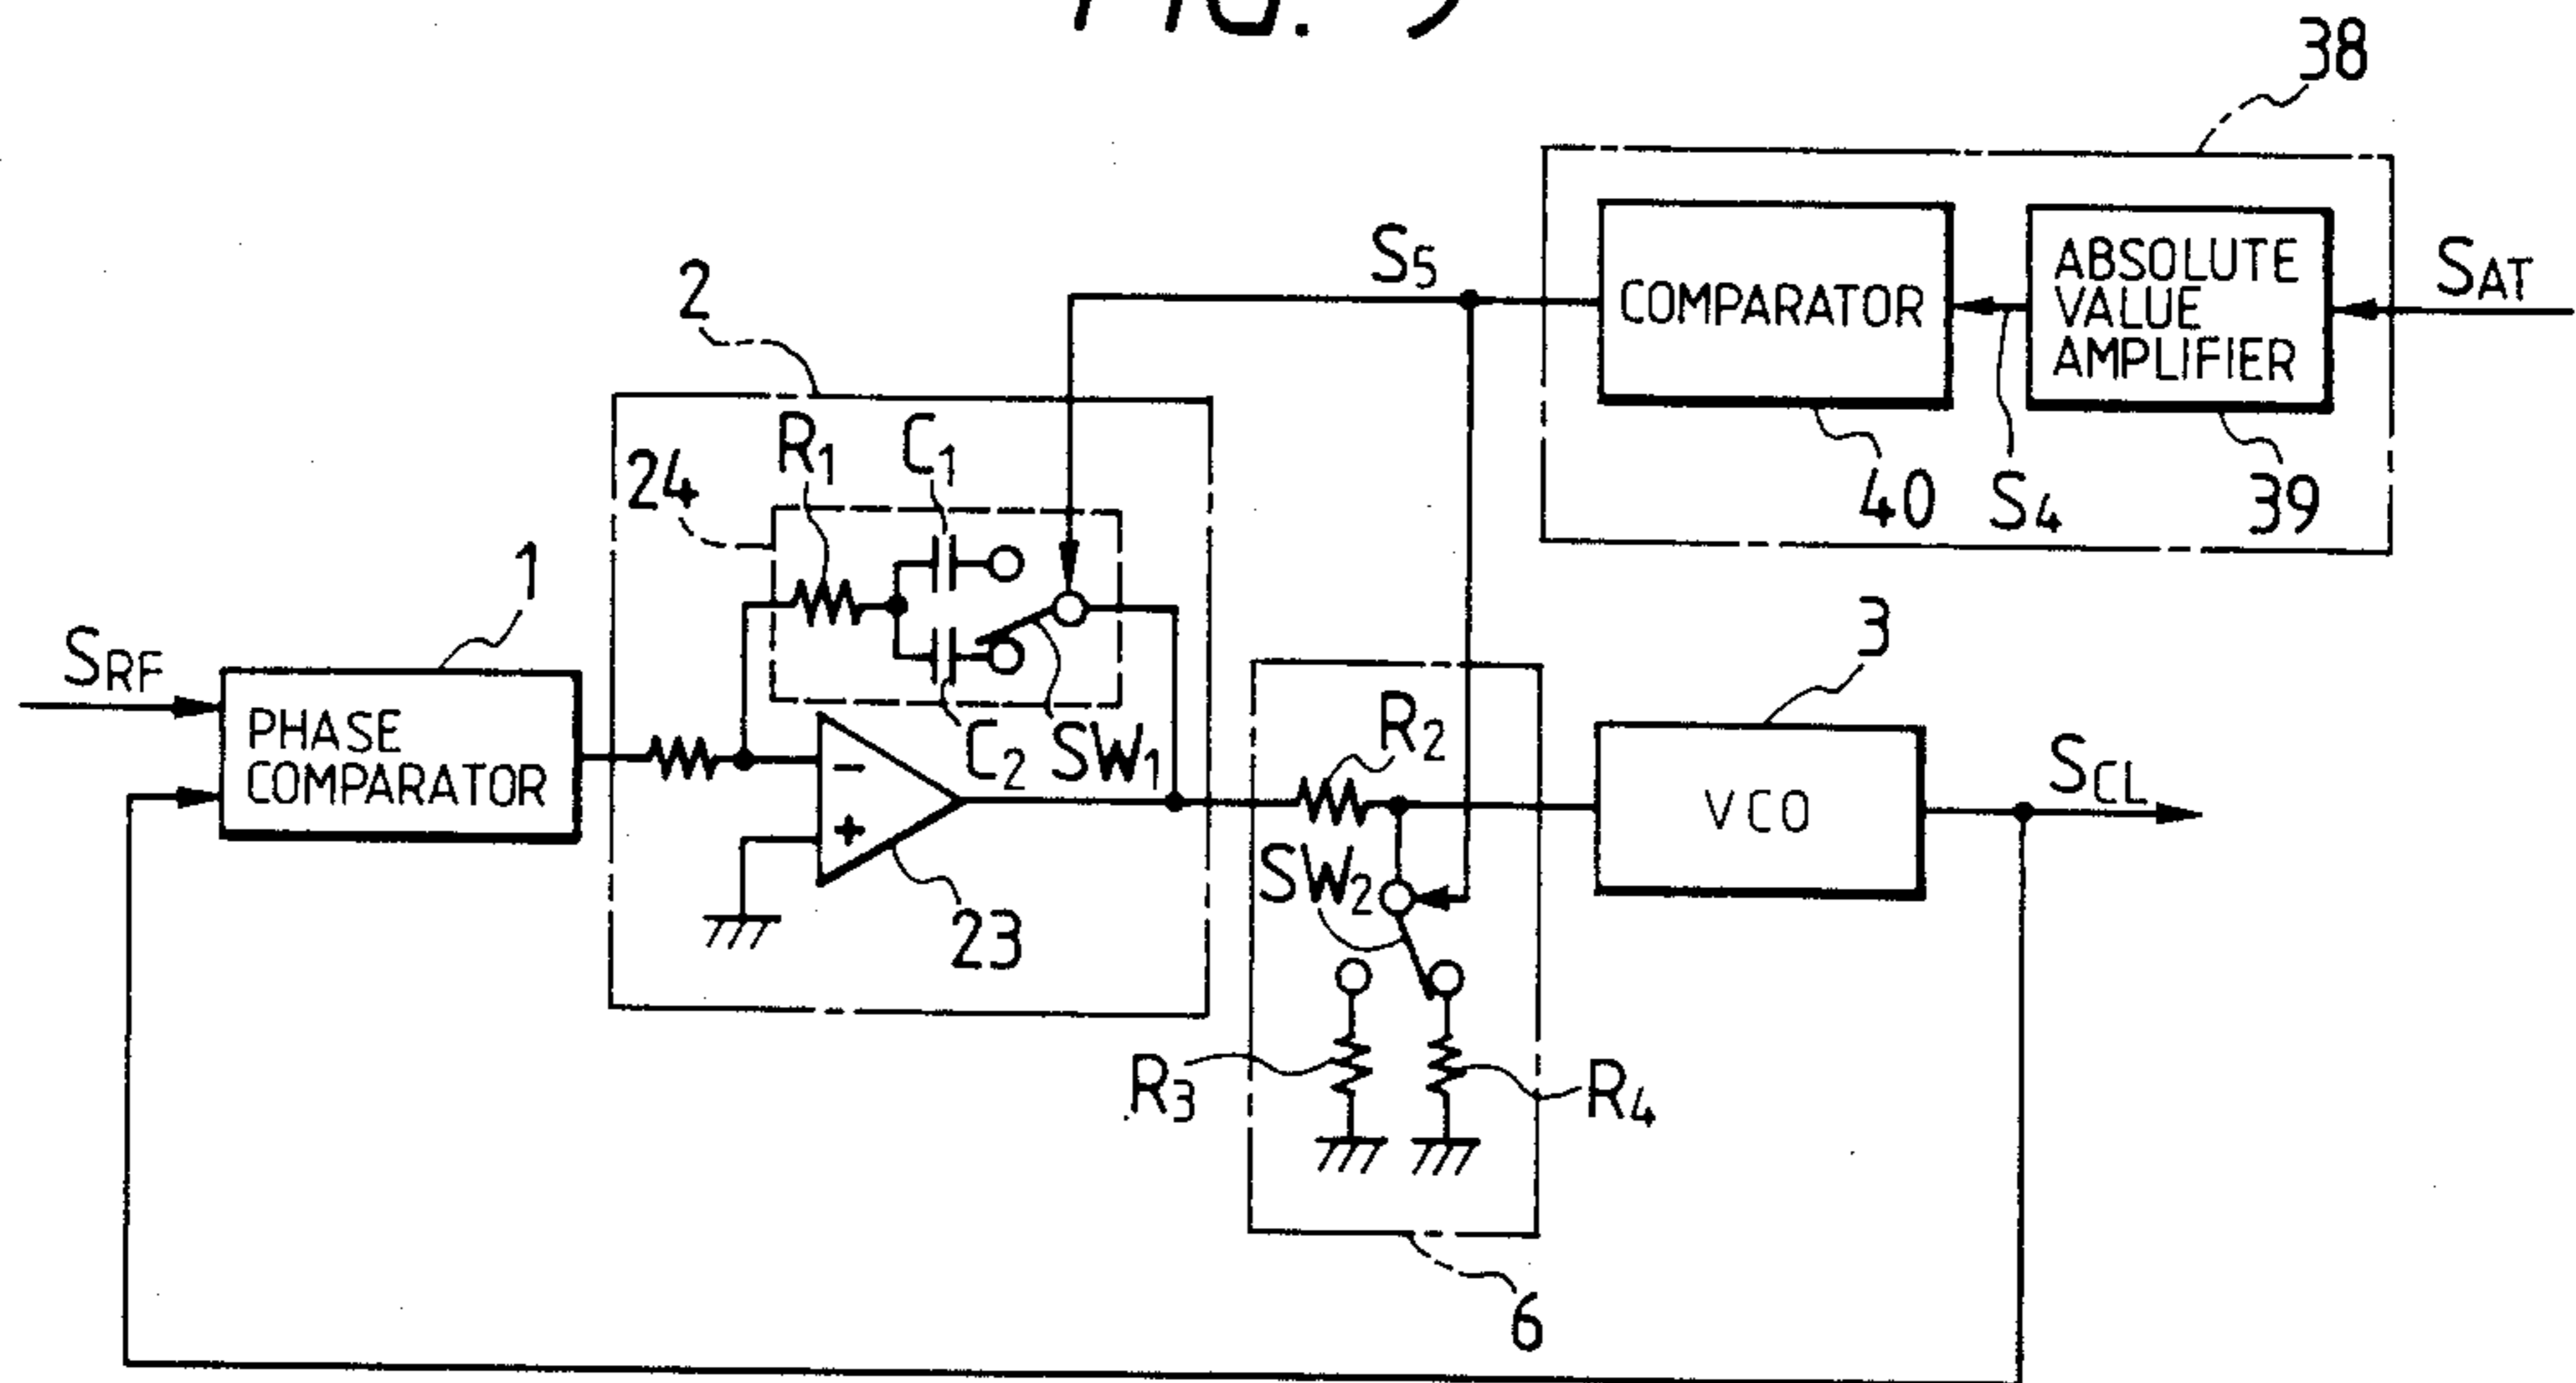 FIG.
38
S5
COMPARATOR
ABSOLUTE
VALUE
AMPLIFIER
SAT
2
R1
C1
24
40
S4
39
1
SRF
PHASE
COMPARATOR
C2
SW1
R2
3
VCO
SCL
SW2
23
R3
R4
6